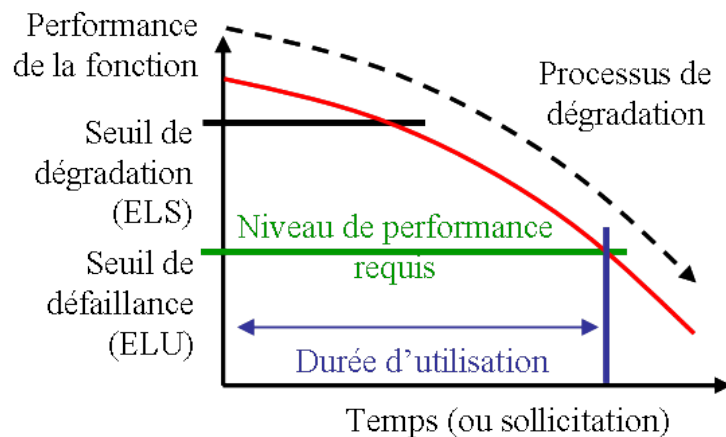 Performance
de la fonction
Processus de
dégradation
Seuil de
dégradation
(ELS)
Niveau de performance
requis
Seuil de
défaillance
(ELU)
Durée d’utilisation
Temps (ou sollicitation)